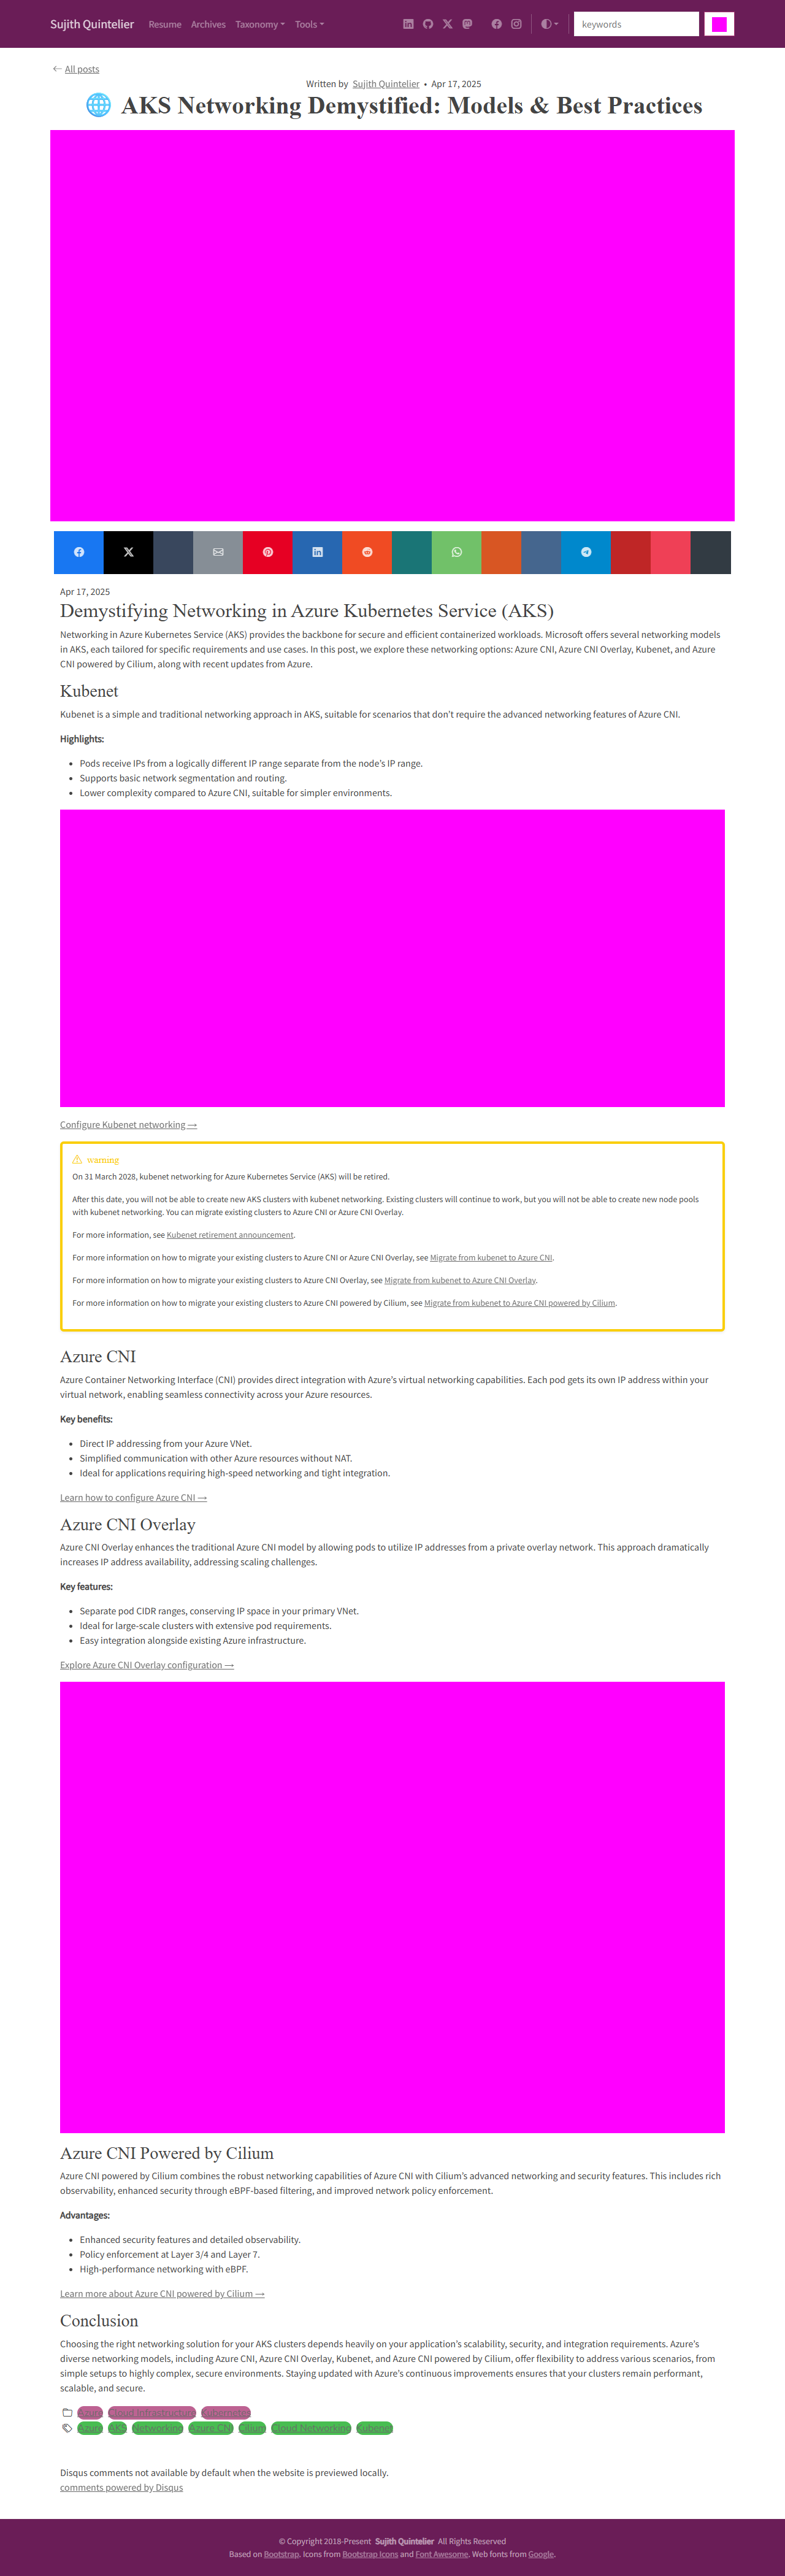 Sujith Quintelier Resume Archives Taxonomy Tools keywords
← All posts
Written by Sujith Quintelier • Apr 17, 2025
🌐 AKS Networking Demystified: Models & Best Practices
Apr 17, 2025
Demystifying Networking in Azure Kubernetes Service (AKS)
Networking in Azure Kubernetes Service (AKS) provides the backbone for secure and efficient containerized workloads. Microsoft offers several networking models
in AKS, each tailored for specific requirements and use cases. In this post, we explore these networking options: Azure CNI, Azure CNI Overlay, Kubenet, and Azure
CNI powered by Cilium, along with recent updates from Azure.
Kubenet
Kubenet is a simple and traditional networking approach in AKS, suitable for scenarios that don't require the advanced networking features of Azure CNI.
Highlights:
• Pods receive IPs from a logically different IP range separate from the node's IP range.
• Supports basic network segmentation and routing.
• Lower complexity compared to Azure CNI, suitable for simpler environments.
Configure Kubenet networking →
warning
On 31 March 2028, kubenet networking for Azure Kubernetes Service (AKS) will be retired.
After this date, you will not be able to create new AKS clusters with kubenet networking. Existing clusters will continue to work, but you will not be able to create new node pools
with kubenet networking. You can migrate existing clusters to Azure CNI or Azure CNI Overlay.
For more information, see Kubenet retirement announcement.
For more information on how to migrate your existing clusters to Azure CNI or Azure CNI Overlay, see Migrate from kubenet to Azure CNI.
For more information on how to migrate your existing clusters to Azure CNI Overlay, see Migrate from kubenet to Azure CNI Overlay.
For more information on how to migrate your existing clusters to Azure CNI powered by Cilium, see Migrate from kubenet to Azure CNI powered by Cilium.
Azure CNI
Azure Container Networking Interface (CNI) provides direct integration with Azure's virtual networking capabilities. Each pod gets its own IP address within your
virtual network, enabling seamless connectivity across your Azure resources.
Key benefits:
• Direct IP addressing from your Azure VNet.
• Simplified communication with other Azure resources without NAT.
• Ideal for applications requiring high-speed networking and tight integration.
Learn how to configure Azure CNI →
Azure CNI Overlay
Azure CNI Overlay enhances the traditional Azure CNI model by allowing pods to utilize IP addresses from a private overlay network. This approach dramatically
increases IP address availability, addressing scaling challenges.
Key features:
• Separate pod CIDR ranges, conserving IP space in your primary VNet.
• Ideal for large-scale clusters with extensive pod requirements.
• Easy integration alongside existing Azure infrastructure.
Explore Azure CNI Overlay configuration →
Azure CNI Powered by Cilium
Azure CNI powered by Cilium combines the robust networking capabilities of Azure CNI with Cilium's advanced networking and security features. This includes rich
observability, enhanced security through eBPF-based filtering, and improved network policy enforcement.
Advantages:
• Enhanced security features and detailed observability.
• Policy enforcement at Layer 3/4 and Layer 7.
• High-performance networking with eBPF.
Learn more about Azure CNI powered by Cilium →
Conclusion
Choosing the right networking solution for your AKS clusters depends heavily on your application's scalability, security, and integration requirements. Azure's
diverse networking models, including Azure CNI, Azure CNI Overlay, Kubenet, and Azure CNI powered by Cilium, offer flexibility to address various scenarios, from
simple setups to highly complex, secure environments. Staying updated with Azure's continuous improvements ensures that your clusters remain performant,
scalable, and secure.
Azure Cloud Infrastructure Kubernetes
Azure AKS Networking Azure CNI Cilium Cloud Networking Kubenet
Disqus comments not available by default when the website is previewed locally.
comments powered by Disqus
© Copyright 2018-Present Sujith Quintelier All Rights Reserved
Based on Bootstrap. Icons from Bootstrap Icons and Font Awesome. Web fonts from Google.